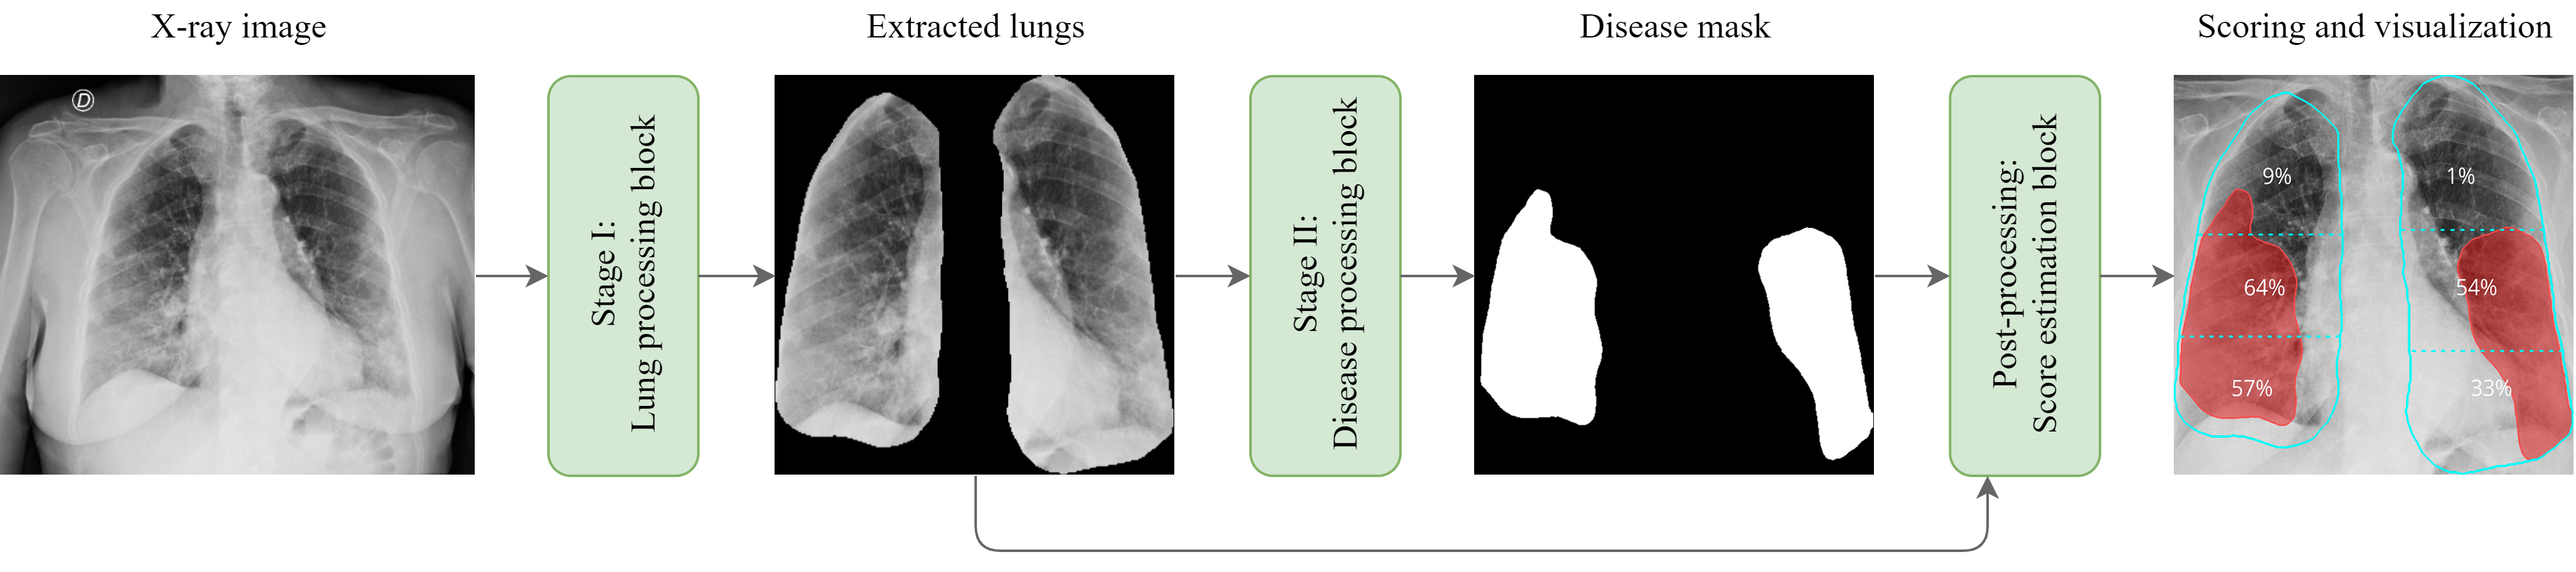 X-ray image
Extracted lungs
Disease mask
Scoring and visualization
D
Stage I:
Lung processing block
Stage II:
Disease processing block
Post-processing:
Score estimation block
9%
1%
64%
54%
57%
33%